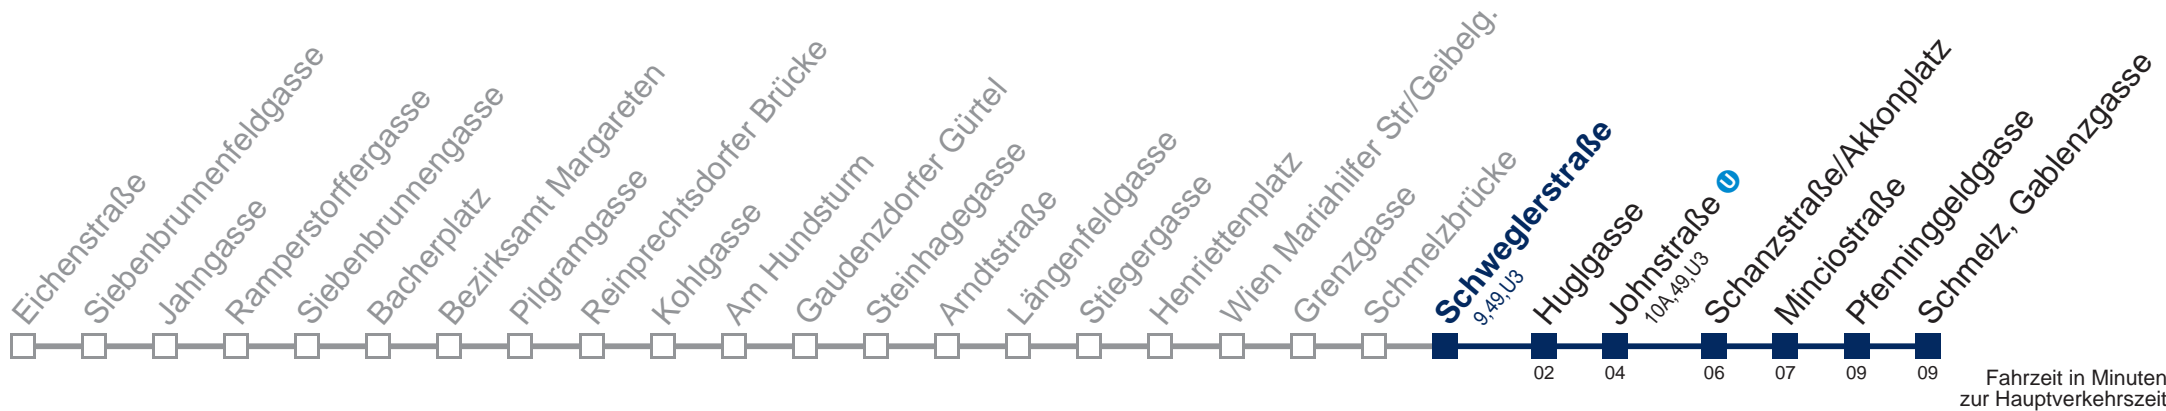 Eichenstraße
Siebenbrunnenfeldgasse
Jahngasse
Ramperstorffergasse
Siebenbrunnengasse
Bacherplatz
Bezirksamt Margareten
Pilgramgasse
Reinprechtsdorfer Brücke
Kohlgasse
Am Hundsturm
Gaudenzdorfer Gürtel
Steinhagegasse
Arndtstraße
Längenfeldgasse
Stiegergasse
Henriettenplatz
Wien Mariahilfer Str/Geibelg.
Grenzgasse
Schmelzbrücke
Schweglerstraße
9,49,U3
Huglgasse
Johnstraße U
10A,49,U3
Schanzstraße/Akkonplatz
Minciostraße
Pfenninggeldgasse
Schmelz, Gablenzgasse
02 04 06 07 09 09
Fahrzeit in Minuten
zur Hauptverkehrszeit